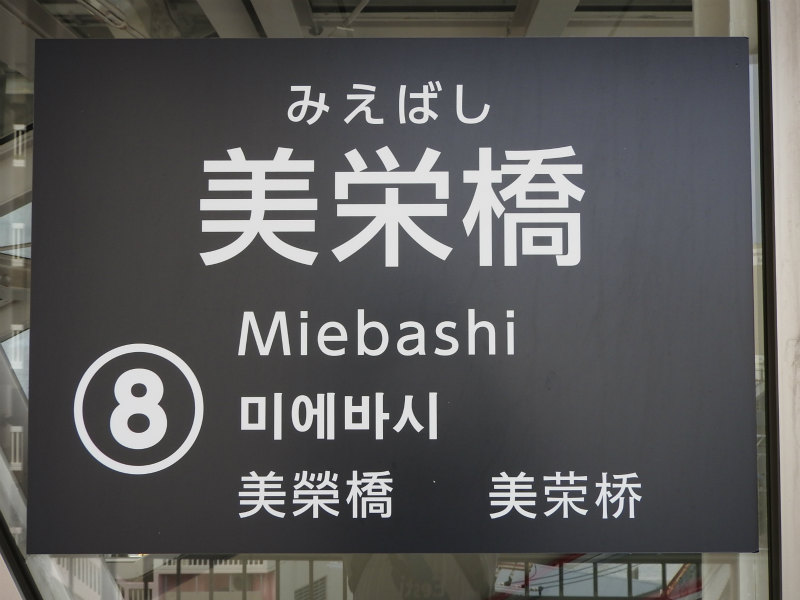 みえばし
美栄橋
Miebashi
8
미에바시
美榮橋 美荣桥